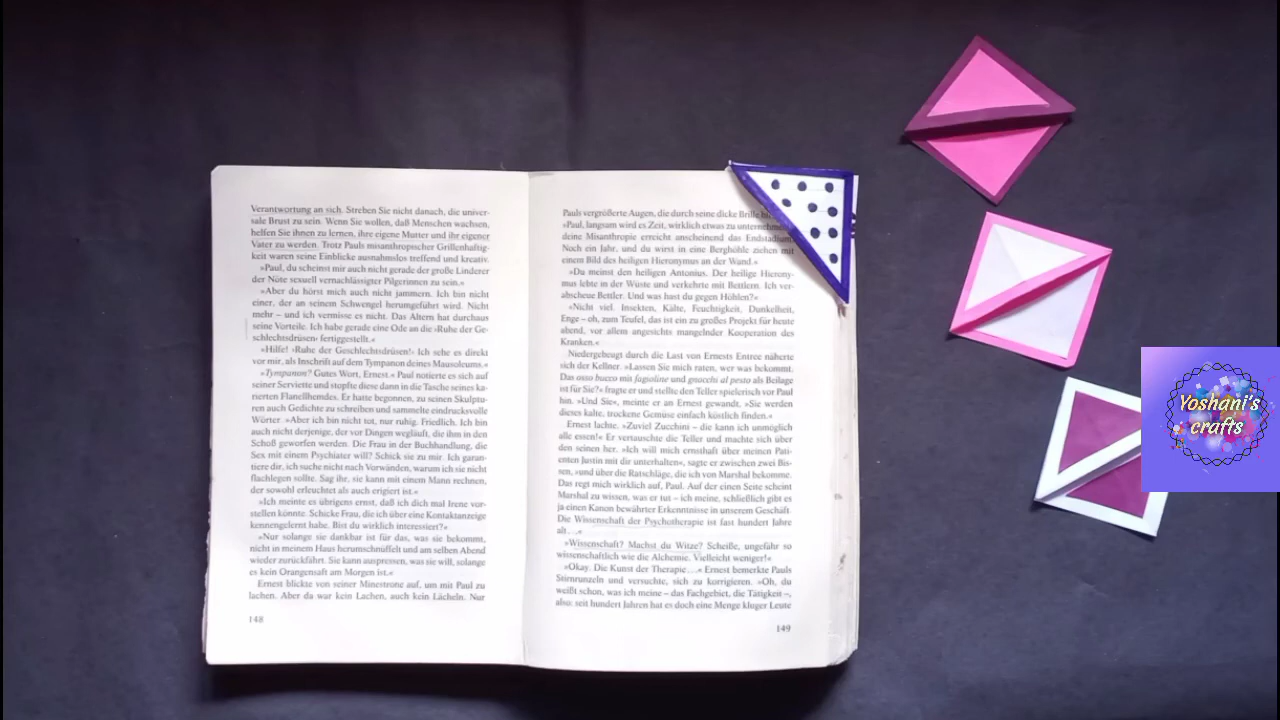 Verantwortung an sich. Streben Sie nicht danach, die univer-
sale Brust zu sein. Wenn Sie wollen, daß Menschen wachsen,
helfen Sie ihnen zu lernen, ihre eigene Mutter und ihr eigener
Vater zu werden. Trotz Pauls misanthropischer Grillenhaftig-
keit waren seine Einblicke ausnahmslos treffend und kreativ.
»Paul, du scheinst mir auch nicht gerade der große Linderer
der Nöte sexuell vernachlässigter Pilgerinnen zu sein.«
»Aber du hörst mich auch nicht jammern. Ich bin nicht
einer, der an seinem Schwengel herumgeführt wird. Nicht
mehr – und ich vermisse es nicht. Das Altern hat durchaus
seine Vorteile. Ich habe gerade eine Ode an die ›Ruhe der Ge-
schlechtsdrüsen‹ fertiggestellt.«
»Hilfe! ›Ruhe der Geschlechtsdrüsen!‹ Ich sehe es direkt
vor mir, als Inschrift auf dem Tympanon deines Mausoleums.«
»Tympanon? Gutes Wort, Ernest.« Paul notierte es sich auf
seiner Serviette und stopfte diese dann in die Tasche seines ka-
rierten Flanellhemdes. Er hatte begonnen, zu seinen Skulptu-
ren auch Gedichte zu schreiben und sammelte eindrucksvolle
Wörter. »Aber ich bin nicht tot, nur ruhig. Friedlich. Ich bin
auch nicht derjenige, der vor Dingen wegläuft, die ihm in den
Schoß geworfen werden. Die Frau in der Buchhandlung, die
Sex mit einem Psychiater will? Schick sie zu mir. Ich garan-
tiere dir, ich suche nicht nach Vorwänden, warum ich sie nicht
flachlegen sollte. Sag ihr, sie kann mit einem Mann rechnen,
der sowohl erleuchtet als auch erigiert ist.«
»Ich meinte es übrigens ernst, daß ich dich mal Irene vor-
stellen könnte. Schicke Frau, die ich über eine Kontaktanzeige
kennengelernt habe. Bist du wirklich interessiert?«
»Nur solange sie dankbar ist für das, was sie bekommt,
nicht in meinem Haus herumschnüffelt und am selben Abend
wieder zurückfährt. Sie kann auspressen, was sie will, solange
es kein Orangensaft am Morgen ist.«
Ernest blickte von seiner Minestrone auf, um mit Paul zu
lachen. Aber da war kein Lachen, auch kein Lächeln. Nur
148
Pauls vergrößerte Augen, die durch seine dicke Brille
»Paul, langsam wird es Zeit, wirklich etwas zu
deine Misanthropie erreicht anscheinend das
Noch ein Jahr, und du wirst in eine Berghöhle ziehen mit
einem Bild des heiligen Hieronymus an der Wand.«
»Du meinst den heiligen Antonius. Der heilige Hierony-
mus lebte in der Wüste und verkehrte mit Bettlern. Ich ver-
abscheue Bettler. Und was hast du gegen Höhlen?«
»Nicht viel. Insekten, Kälte, Feuchtigkeit, Dunkelheit,
Enge – oh, zum Teufel, das ist ein zu großes Projekt für heute
abend, vor allem angesichts mangelnder Kooperation des
Kranken.«
Niedergebeugt durch die Last von Ernests Entree näherte
sich der Kellner. »Lassen Sie mich raten, wer was bekommt.
Das osso bucco mit fagioline und gnocchi al pesto als Beilage
ist für Sie?« fragte er und stellte den Teller spielerisch vor Paul
hin. »Und Sie«, meinte er an Ernest gewandt, »Sie werden
dieses kalte, trockene Gemüse einfach köstlich finden.«
Ernest lachte. »Zuviel Zucchini – die kann ich unmöglich
alle essen!« Er vertauschte die Teller und machte sich über
den seinen her. »Ich will mich ernsthaft über meinen Pati-
enten Justin mit dir unterhalten«, sagte er zwischen zwei Bis-
sen, »und über die Ratschläge, die ich von Marshal bekomme.
Das regt mich wirklich auf, Paul. Auf der einen Seite scheint
Marshal zu wissen, was er tut – ich meine, schließlich gibt es
ja einen Kanon bewährter Erkenntnisse in unserem Geschäft.
Die Wissenschaft der Psychotherapie ist fast hundert Jahre
alt…«
»Wissenschaft? Machst du Witze? Scheiße, ungefähr so
wissenschaftlich wie die Alchemie. Vielleicht weniger!«
»Okay. Die Kunst der Therapie…« Ernest bemerkte Pauls
Stirnrunzeln und versuchte, sich zu korrigieren. »Oh, du
weißt schon, was ich meine – das Fachgebiet, die Tätigkeit –,
also: seit hundert Jahren hat es doch eine Menge kluger Leute
149
Yoshani's
crafts